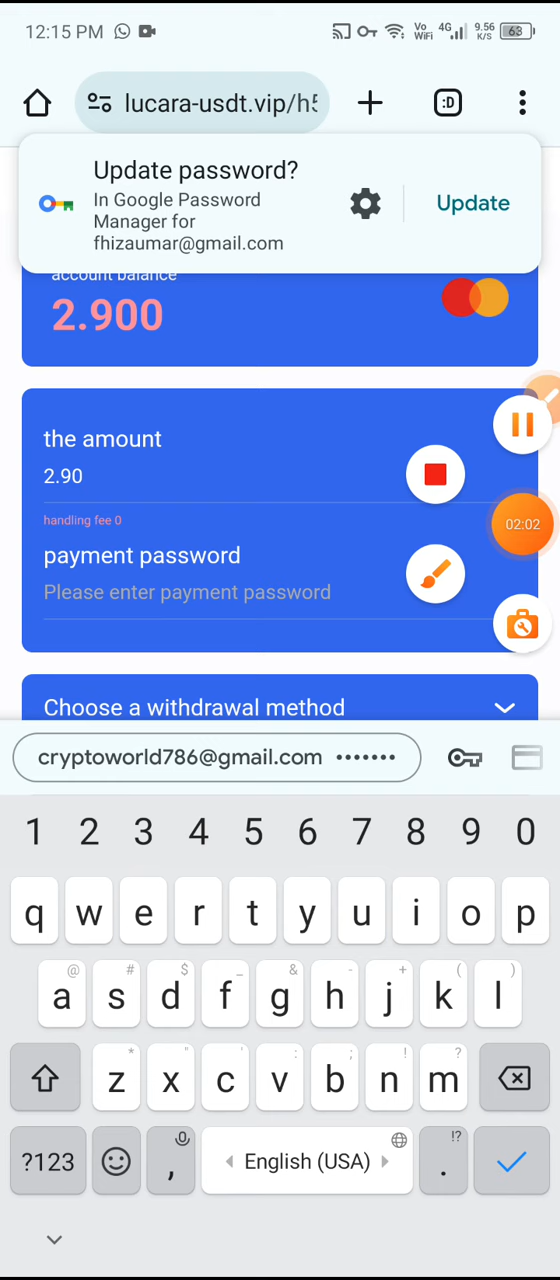 12:15 PM
Vo WiFi 4G 9.56 K/S 63
lucara-usdt.vip/h5
:D
Update password?
In Google Password
Manager for
fhizaumar@gmail.com
Update
account balance
2.900
the amount
2.90
handling fee 0
02:02
payment password
Please enter payment password
Choose a withdrawal method
cryptoworld786@gmail.com •••••••
1 2 3 4 5 6 7 8 9 0
q w e r t y u i o p
@ # $ _ & - + ( )
a s d f g h j k l
* " ' : ; ! ?
z x c v b n m
?123 , English (USA) . !?